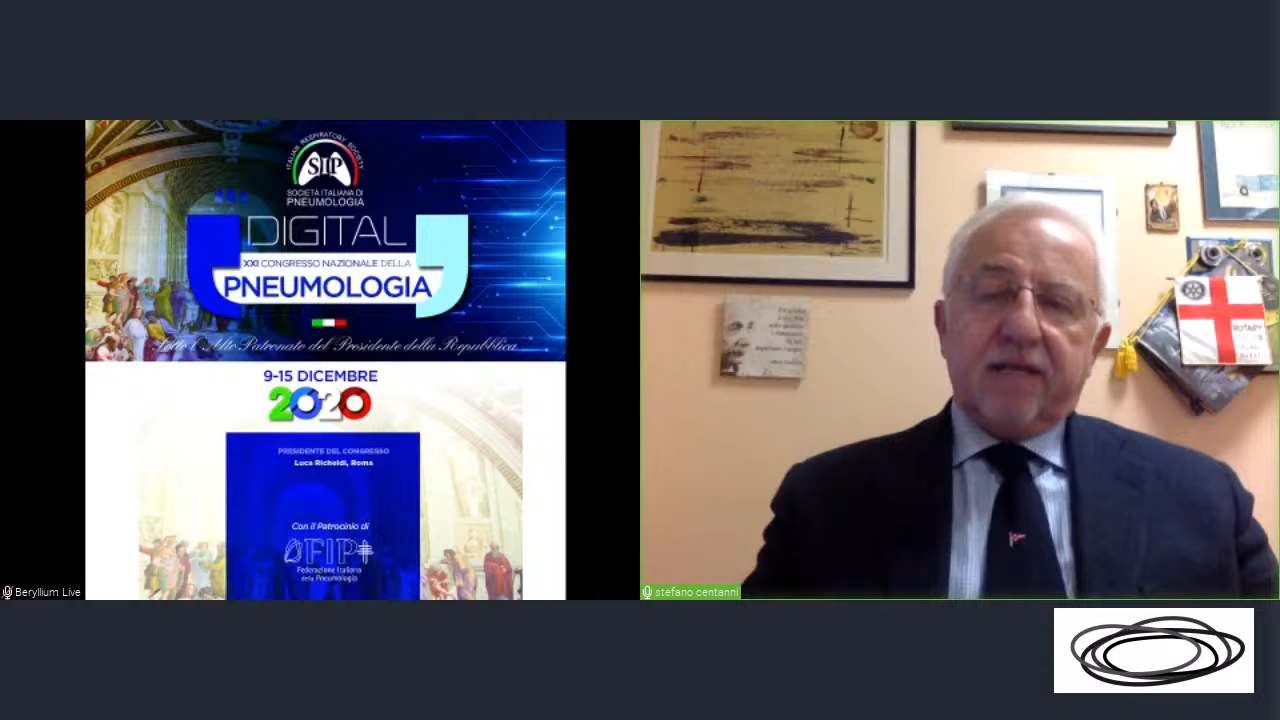 ITALIAN RESPIRATORY SOCIETY
SIP
SOCIETÀ ITALIANA DI
PNEUMOLOGIA
DIGITAL
XXI CONGRESSO NAZIONALE DELLA
PNEUMOLOGIA
Sotto l'Alto Patronato del Presidente della Repubblica
9-15 DICEMBRE
2020
PRESIDENTE DEL CONGRESSO
Luca Richeldi, Roma
Con il Patrocinio di
FIP
Federazione Italiana
della Pneumologia
Beryllium Live
ROTARY
stefano centanni